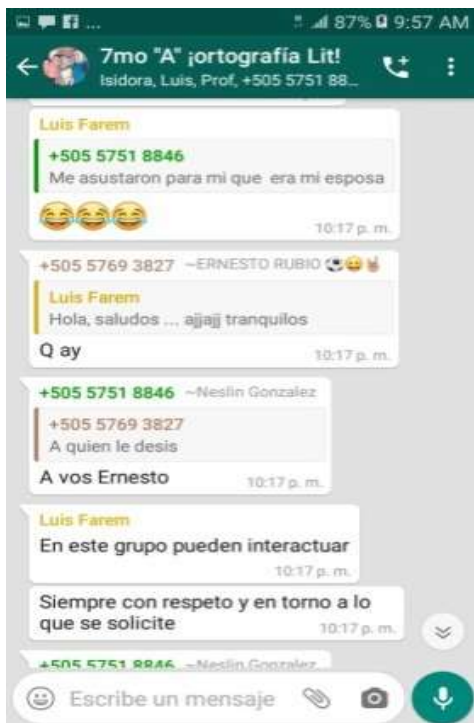 ... 87% 9:57 AM
7mo "A" ¡ortografía Lit!
Isidora, Luis, Prof, +505 5751 88...
Luis Farem
+505 5751 8846
Me asustaron para mi que era mi esposa
😂😂😂
10:17 p. m.
+505 5769 3827 ~ERNESTO RUBIO ⚽😄🤘
Luis Farem
Hola, saludos ... ajjajj tranquilos
Q ay
10:17 p. m.
+505 5751 8846 ~Neslin Gonzalez
+505 5769 3827
A quien le desis
A vos Ernesto
10:17 p. m.
Luis Farem
En este grupo pueden interactuar
10:17 p. m.
Siempre con respeto y en torno a lo
que se solicite
10:17 p. m.
+505 5751 8846 ~Neslin Gonzalez
Escribe un mensaje